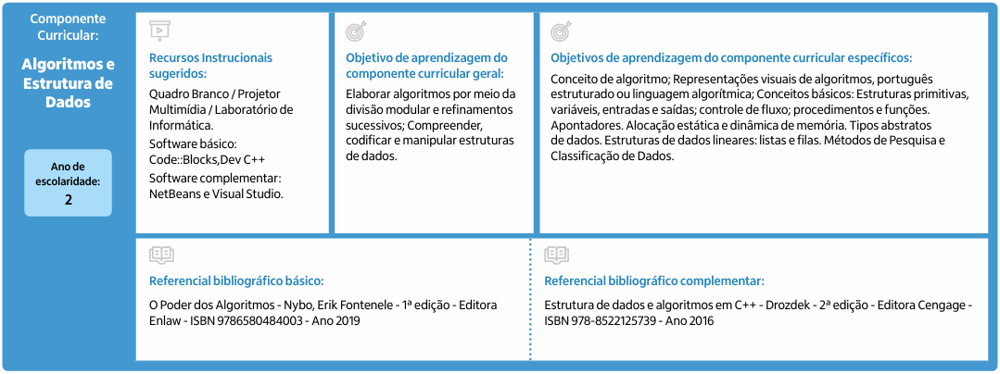 Componente
Curricular:
Algoritmos e
Estrutura de
Dados
Ano de
escolaridade:
2
Recursos Instrucionais
sugeridos:
Quadro Branco / Projetor
Multimídia / Laboratório de
Informática.
Software básico:
Code::Blocks,Dev C++
Software complementar:
NetBeans e Visual Studio.
Objetivo de aprendizagem do
componente curricular geral:
Elaborar algoritmos por meio da
divisão modular e refinamentos
sucessivos; Compreender,
codificar e manipular estruturas
de dados.
Objetivos de aprendizagem do componente curricular específicos:
Conceito de algoritmo; Representações visuais de algoritmos, português
estruturado ou linguagem algorítmica; Conceitos básicos: Estruturas primitivas,
variáveis, entradas e saídas; controle de fluxo; procedimentos e funções.
Apontadores. Alocação estática e dinâmica de memória. Tipos abstratos
de dados. Estruturas de dados lineares: listas e filas. Métodos de Pesquisa e
Classificação de Dados.
Referencial bibliográfico básico:
O Poder dos Algoritmos - Nybo, Erik Fontenele - 1ª edição - Editora
Enlaw - ISBN 9786580484003 - Ano 2019
Referencial bibliográfico complementar:
Estrutura de dados e algoritmos em C++ - Drozdek - 2ª edição - Editora Cengage -
ISBN 978-8522125739 - Ano 2016